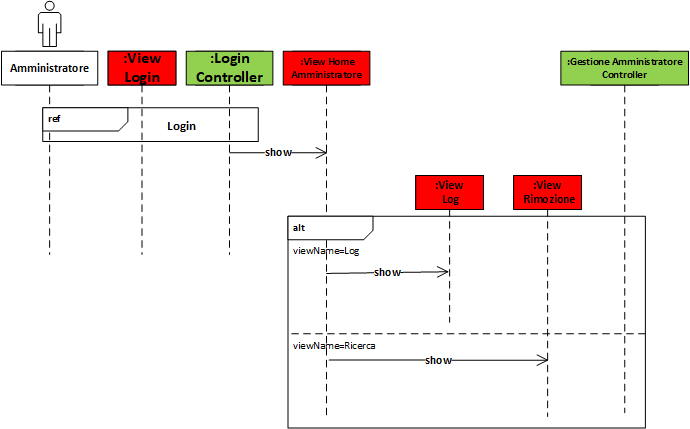 Amministratore
:View
Login
:Login
Controller
:View Home
Amministratore
:Gestione Amministratore
Controller
ref
Login
show
:View
Log
:View
Rimozione
alt
viewName=Log
show
viewName=Ricerca
show